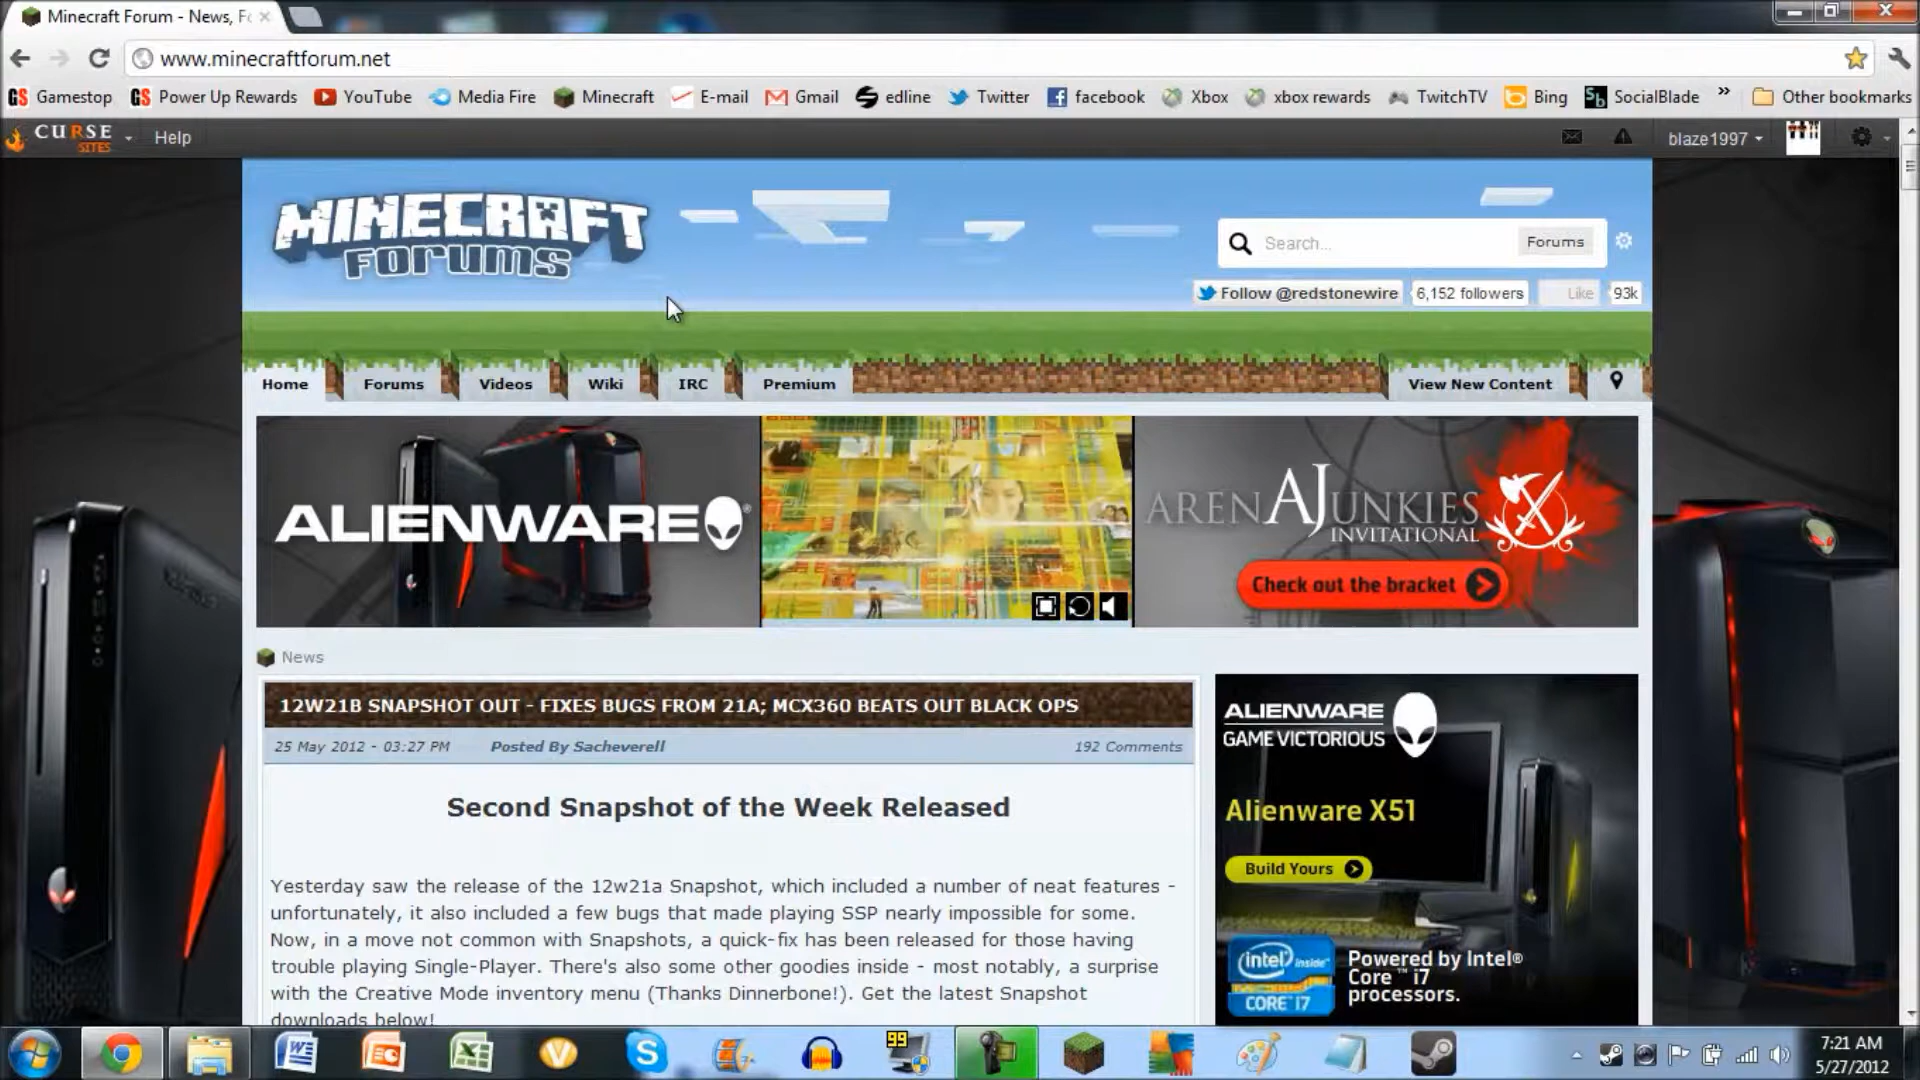 Minecraft Forum - News, Fo
www.minecraftforum.net
GS Gamestop GS Power Up Rewards YouTube Media Fire Minecraft E-mail Gmail edline Twitter facebook Xbox xbox rewards TwitchTV Bing SocialBlade » Other bookmarks
CURSE SITES Help blaze1997
MINECRAFT
FORUMS
Search... Forums
Follow @redstonewire 6,152 followers Like 93k
Home Forums Videos Wiki IRC Premium View New Content
ALIENWARE
ARENAJUNKIES
INVITATIONAL
Check out the bracket
News
12W21B SNAPSHOT OUT - FIXES BUGS FROM 21A; MCX360 BEATS OUT BLACK OPS
25 May 2012 - 03:27 PM Posted By Sacheverell 192 Comments
Second Snapshot of the Week Released
Yesterday saw the release of the 12w21a Snapshot, which included a number of neat features -
unfortunately, it also included a few bugs that made playing SSP nearly impossible for some.
Now, in a move not common with Snapshots, a quick-fix has been released for those having
trouble playing Single-Player. There's also some other goodies inside - most notably, a surprise
with the Creative Mode inventory menu (Thanks Dinnerbone!). Get the latest Snapshot
downloads below!
ALIENWARE
GAME VICTORIOUS
Alienware X51
Build Yours
intel inside™
CORE™ i7
Powered by Intel®
Core™ i7
processors.
99
7:21 AM
5/27/2012